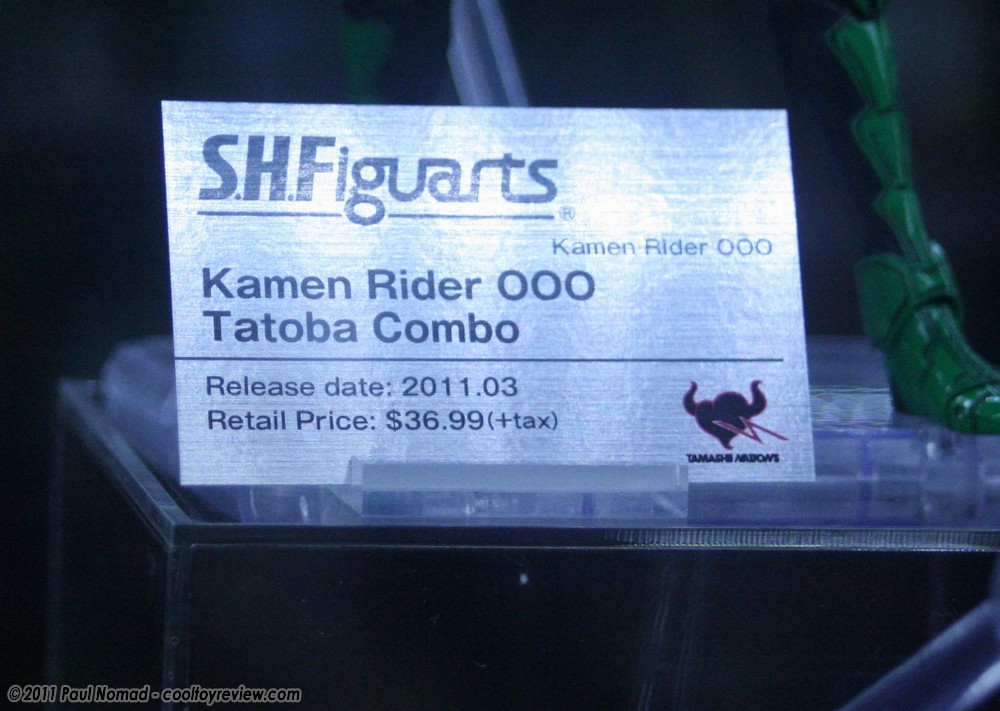 S.H.Figuarts®
Kamen Rider OOO
Kamen Rider OOO
Tatoba Combo
Release date: 2011.03
Retail Price: $36.99(+tax)
TAMASHII NATIONS
©2011 Paul Nomad - cooltoyreview.com